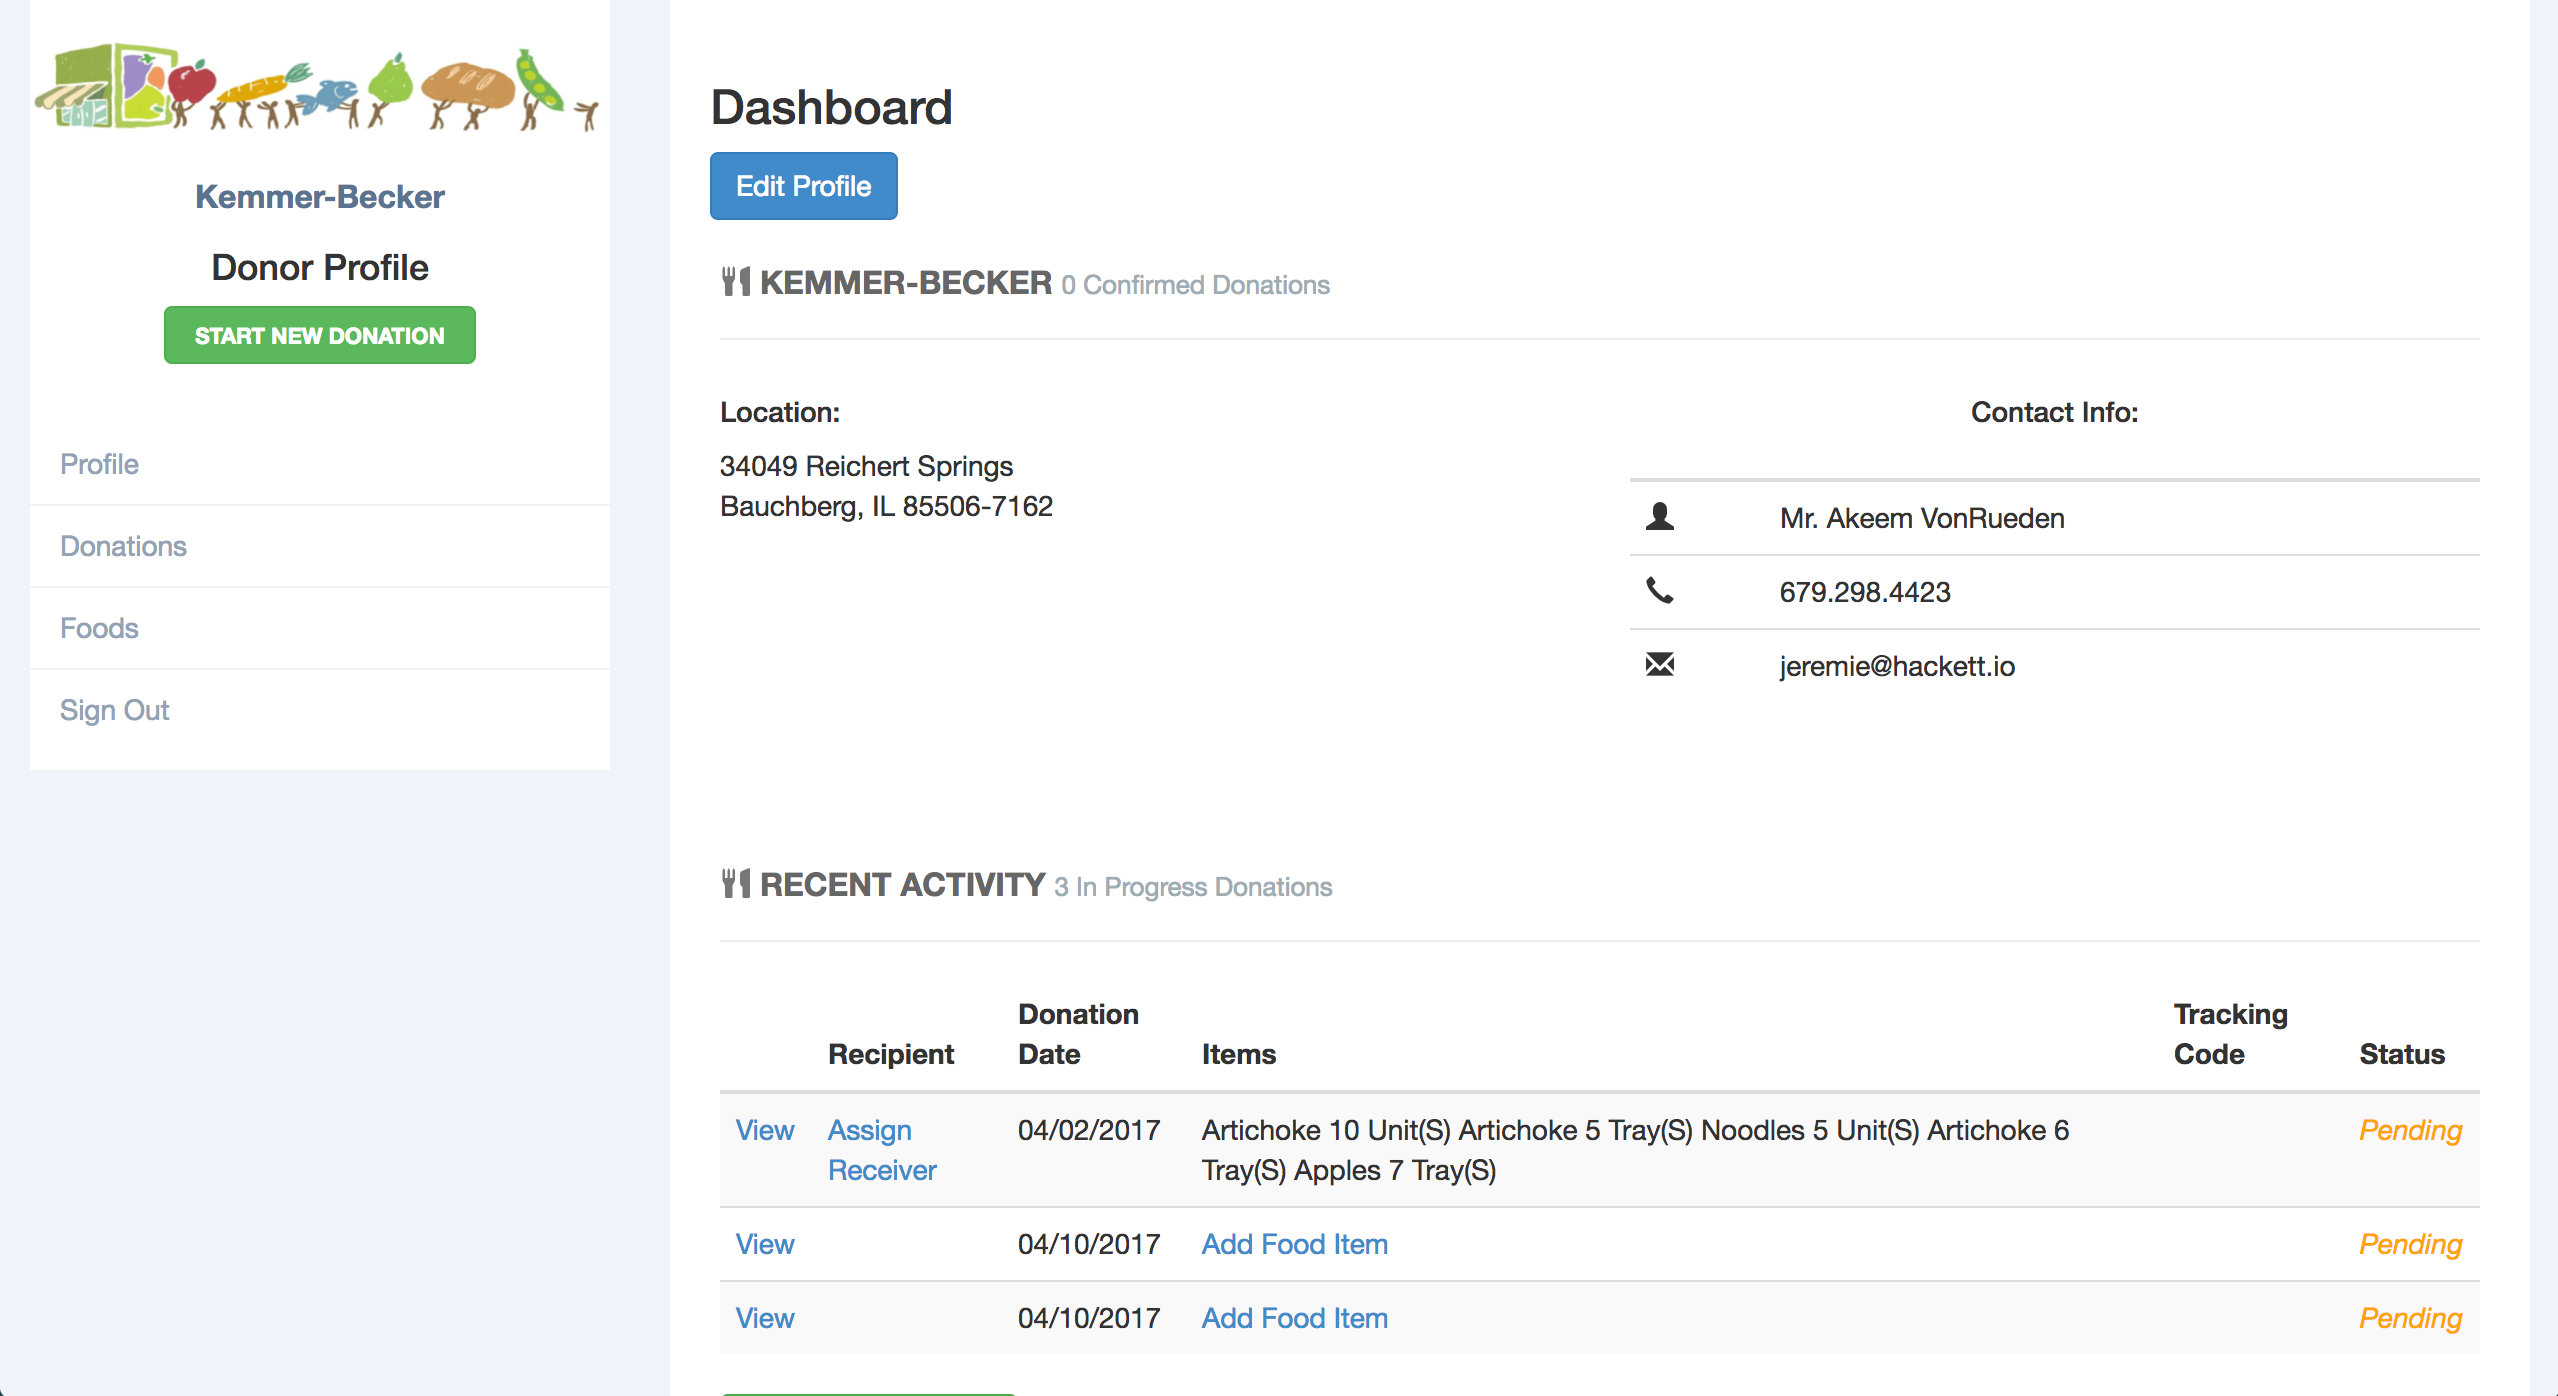 Kemmer-Becker
Donor Profile
START NEW DONATION
Profile
Donations
Foods
Sign Out
Dashboard
Edit Profile
KEMMER-BECKER 0 Confirmed Donations
Location:
34049 Reichert Springs
Bauchberg, IL 85506-7162
Contact Info:
Mr. Akeem VonRueden
679.298.4423
jeremie@hackett.io
RECENT ACTIVITY 3 In Progress Donations
Recipient
Donation
Date
Items
Tracking
Code
Status
View
Assign
Receiver
04/02/2017
Artichoke 10 Unit(S) Artichoke 5 Tray(S) Noodles 5 Unit(S) Artichoke 6
Tray(S) Apples 7 Tray(S)
Pending
View 04/10/2017 Add Food Item Pending
View 04/10/2017 Add Food Item Pending